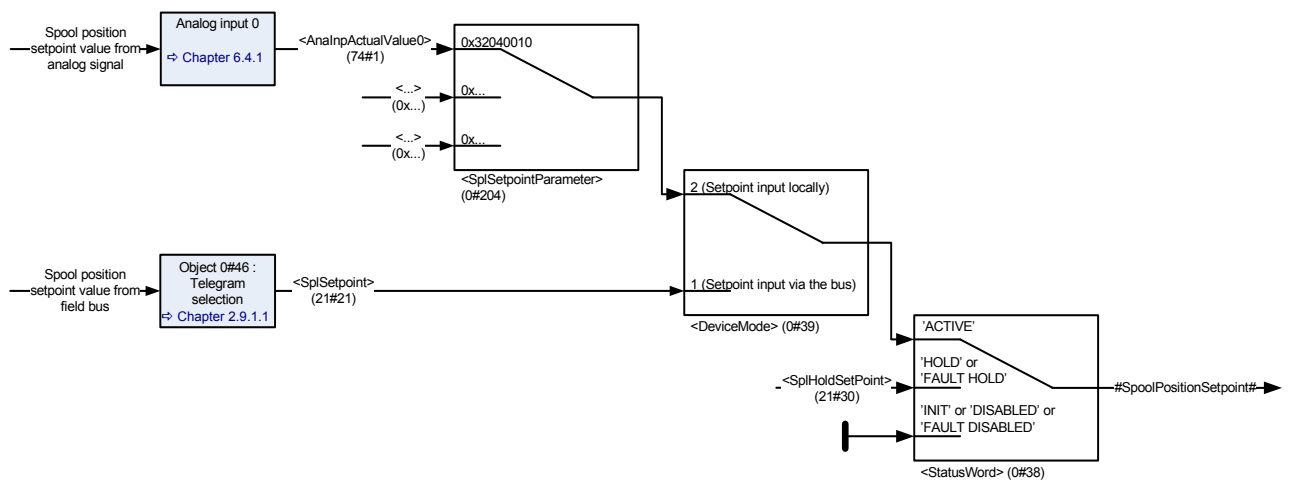 Spool position
setpoint value from
analog signal
Analog input 0
⇨ Chapter 6.4.1
<AnaInpActualValue0>
(74#1)
0x32040010
<...>
(0x...)
0x...
<...>
(0x...)
0x...
<SplSetpointParameter>
(0#204)
2 (Setpoint input locally)
Spool position
setpoint value from
field bus
Object 0#46 :
Telegram
selection
⇨ Chapter 2.9.1.1
<SplSetpoint>
(21#21)
1 (Setpoint input via the bus)
<DeviceMode> (0#39)
'ACTIVE'
<SplHoldSetPoint>
(21#30)
'HOLD' or
'FAULT HOLD'
#SpoolPositionSetpoint#
'INIT' or 'DISABLED' or
'FAULT DISABLED'
<StatusWord> (0#38)